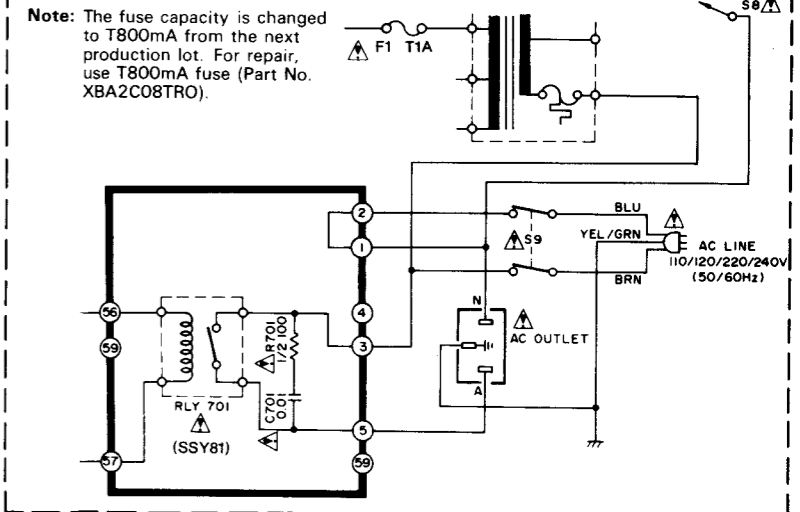 Note: The fuse capacity is changed
to T800mA from the next
production lot. For repair,
use T800mA fuse (Part No.
XBA2C08TRO).
F1 T1A
S8
2
BLU
YEL/GRN
S9
1
AC LINE
110/120/220/240V
(50/60Hz)
BRN
N
56
4
R701
1/2 100
AC OUTLET
59
3
A
C701
0.01
RLY 701
(SSY81)
5
57
59